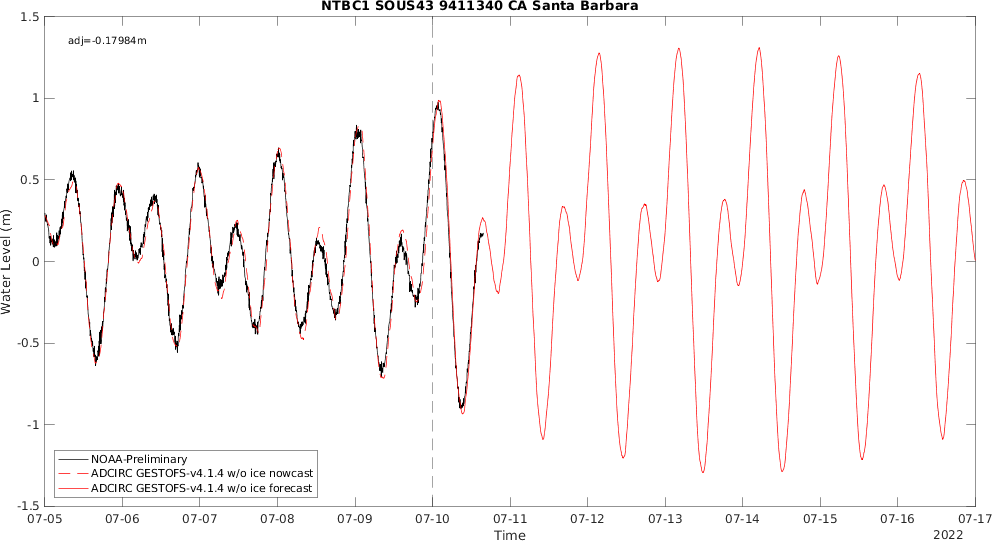 NTBC1 SOUS43 9411340 CA Santa Barbara
adj=-0.17984m
1.5
1
0.5
0
-0.5
-1
-1.5
Water Level (m)
NOAA-Preliminary
ADCIRC GESTOFS-v4.1.4 w/o ice nowcast
ADCIRC GESTOFS-v4.1.4 w/o ice forecast
07-05 07-06 07-07 07-08 07-09 07-10 07-11 07-12 07-13 07-14 07-15 07-16 07-17
Time
2022